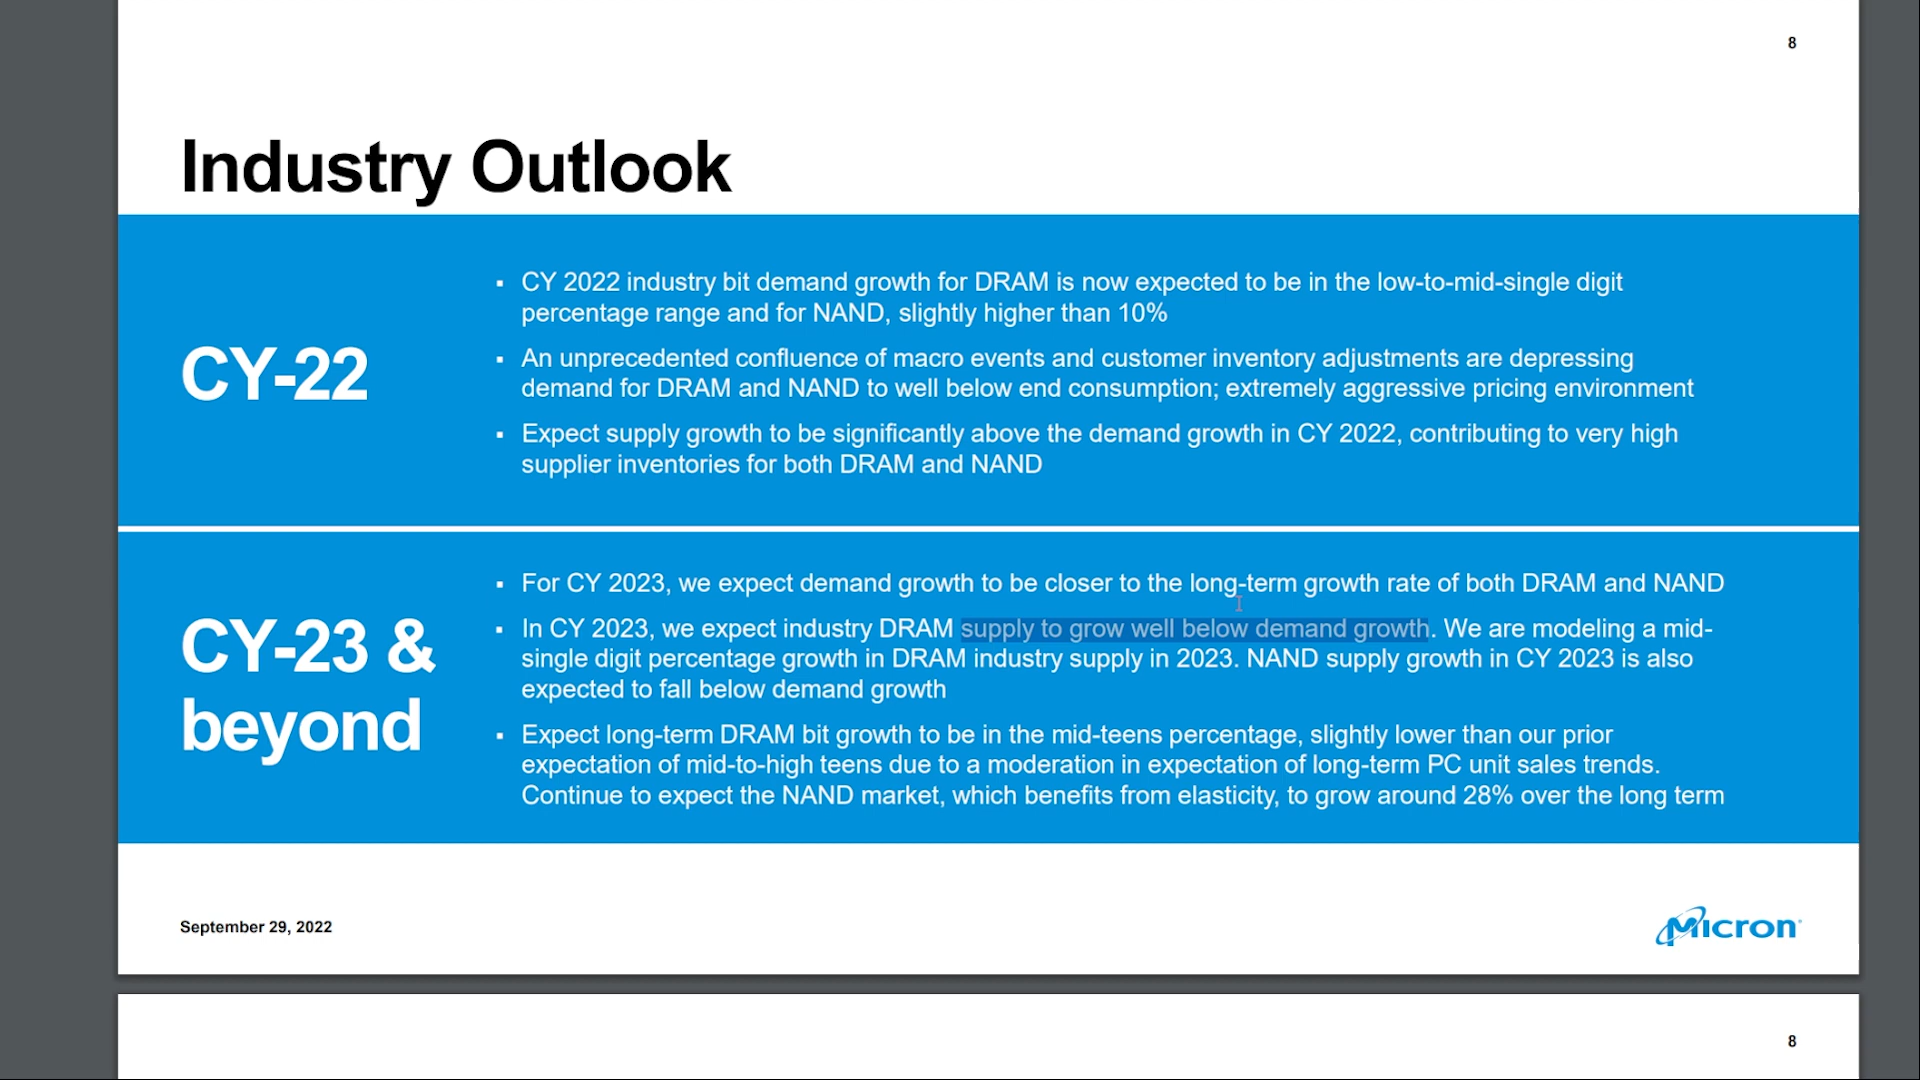 8
Industry Outlook
CY-22
▪ CY 2022 industry bit demand growth for DRAM is now expected to be in the low-to-mid-single digit
percentage range and for NAND, slightly higher than 10%
▪ An unprecedented confluence of macro events and customer inventory adjustments are depressing
demand for DRAM and NAND to well below end consumption; extremely aggressive pricing environment
▪ Expect supply growth to be significantly above the demand growth in CY 2022, contributing to very high
supplier inventories for both DRAM and NAND
CY-23 &
beyond
▪ For CY 2023, we expect demand growth to be closer to the long-term growth rate of both DRAM and NAND
▪ In CY 2023, we expect industry DRAM supply to grow well below demand growth. We are modeling a mid-
single digit percentage growth in DRAM industry supply in 2023. NAND supply growth in CY 2023 is also
expected to fall below demand growth
▪ Expect long-term DRAM bit growth to be in the mid-teens percentage, slightly lower than our prior
expectation of mid-to-high teens due to a moderation in expectation of long-term PC unit sales trends.
Continue to expect the NAND market, which benefits from elasticity, to grow around 28% over the long term
September 29, 2022
Micron
8